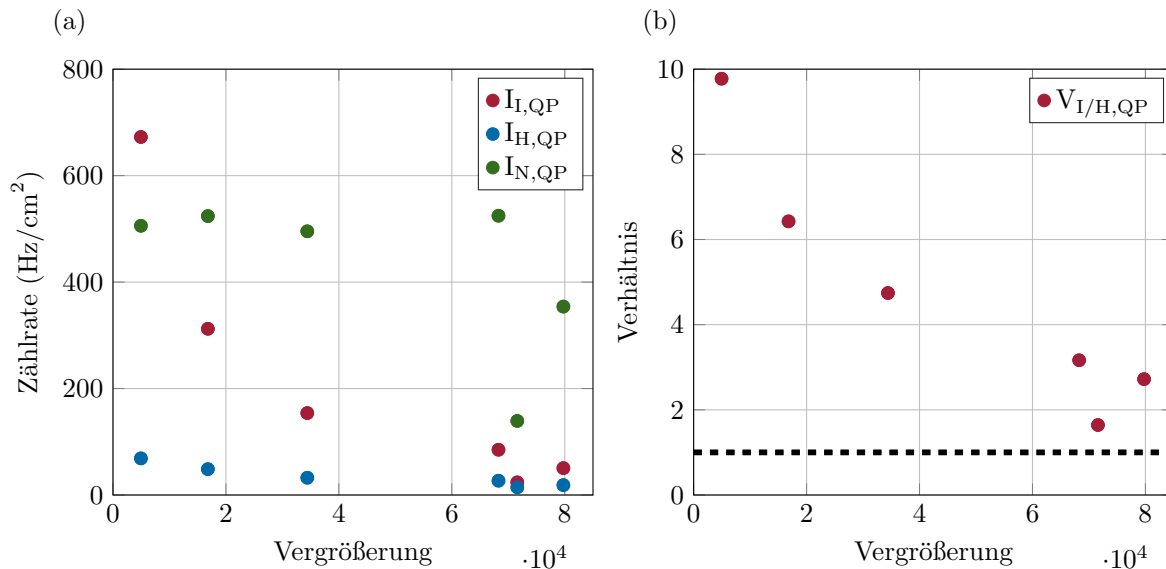 (a)
800
600
400
200
0
0
2
4
6
8
·10⁴
Zählrate (Hz/cm²)
Vergrößerung
I_I,QP
I_H,QP
I_N,QP
(b)
10
8
6
4
2
0
0
2
4
6
8
·10⁴
Verhältnis
Vergrößerung
V_I/H,QP